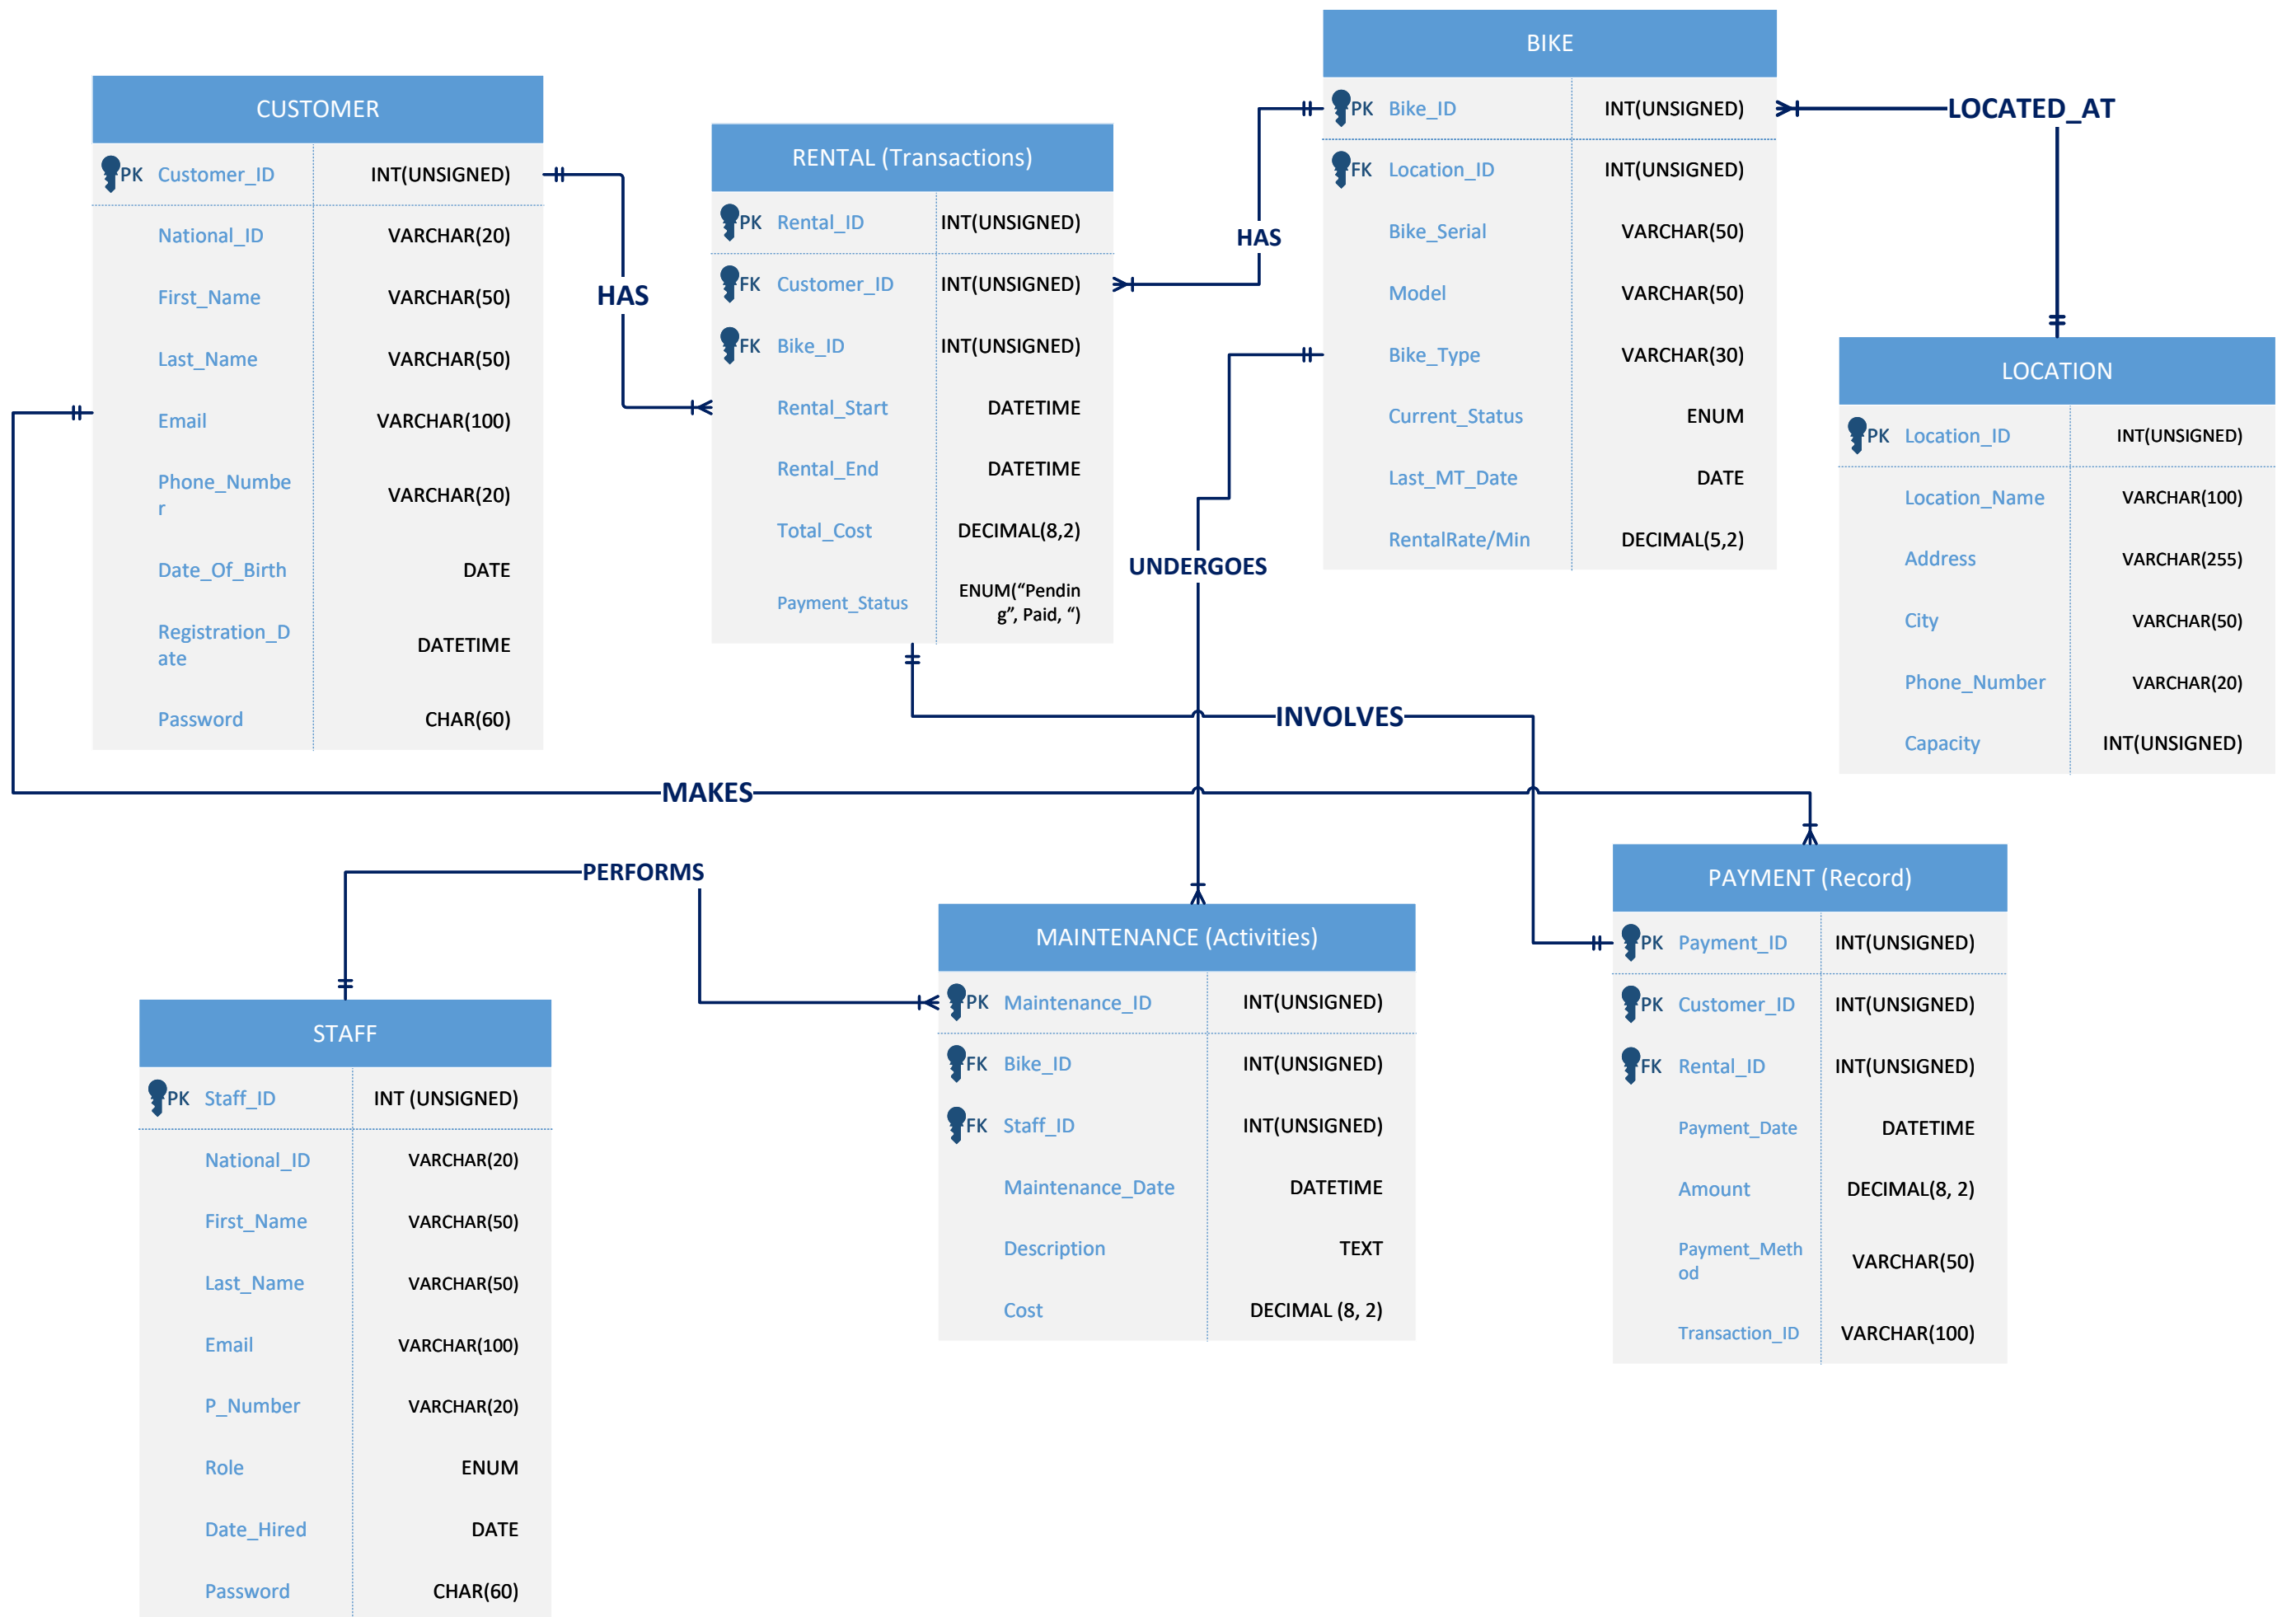 CUSTOMER
PK Customer_ID INT(UNSIGNED)
National_ID VARCHAR(20)
First_Name VARCHAR(50)
Last_Name VARCHAR(50)
Email VARCHAR(100)
Phone_Numbe
r VARCHAR(20)
Date_Of_Birth DATE
Registration_D
ate DATETIME
Password CHAR(60)
HAS
RENTAL (Transactions)
PK Rental_ID INT(UNSIGNED)
FK Customer_ID INT(UNSIGNED)
FK Bike_ID INT(UNSIGNED)
Rental_Start DATETIME
Rental_End DATETIME
Total_Cost DECIMAL(8,2)
Payment_Status ENUM(“Pendin
g”, Paid, “)
HAS
BIKE
PK Bike_ID INT(UNSIGNED)
FK Location_ID INT(UNSIGNED)
Bike_Serial VARCHAR(50)
Model VARCHAR(50)
Bike_Type VARCHAR(30)
Current_Status ENUM
Last_MT_Date DATE
RentalRate/Min DECIMAL(5,2)
LOCATED_AT
LOCATION
PK Location_ID INT(UNSIGNED)
Location_Name VARCHAR(100)
Address VARCHAR(255)
City VARCHAR(50)
Phone_Number VARCHAR(20)
Capacity INT(UNSIGNED)
UNDERGOES
INVOLVES
MAKES
PERFORMS
STAFF
PK Staff_ID INT (UNSIGNED)
National_ID VARCHAR(20)
First_Name VARCHAR(50)
Last_Name VARCHAR(50)
Email VARCHAR(100)
P_Number VARCHAR(20)
Role ENUM
Date_Hired DATE
Password CHAR(60)
MAINTENANCE (Activities)
PK Maintenance_ID INT(UNSIGNED)
FK Bike_ID INT(UNSIGNED)
FK Staff_ID INT(UNSIGNED)
Maintenance_Date DATETIME
Description TEXT
Cost DECIMAL (8, 2)
PAYMENT (Record)
PK Payment_ID INT(UNSIGNED)
PK Customer_ID INT(UNSIGNED)
FK Rental_ID INT(UNSIGNED)
Payment_Date DATETIME
Amount DECIMAL(8, 2)
Payment_Meth
od VARCHAR(50)
Transaction_ID VARCHAR(100)